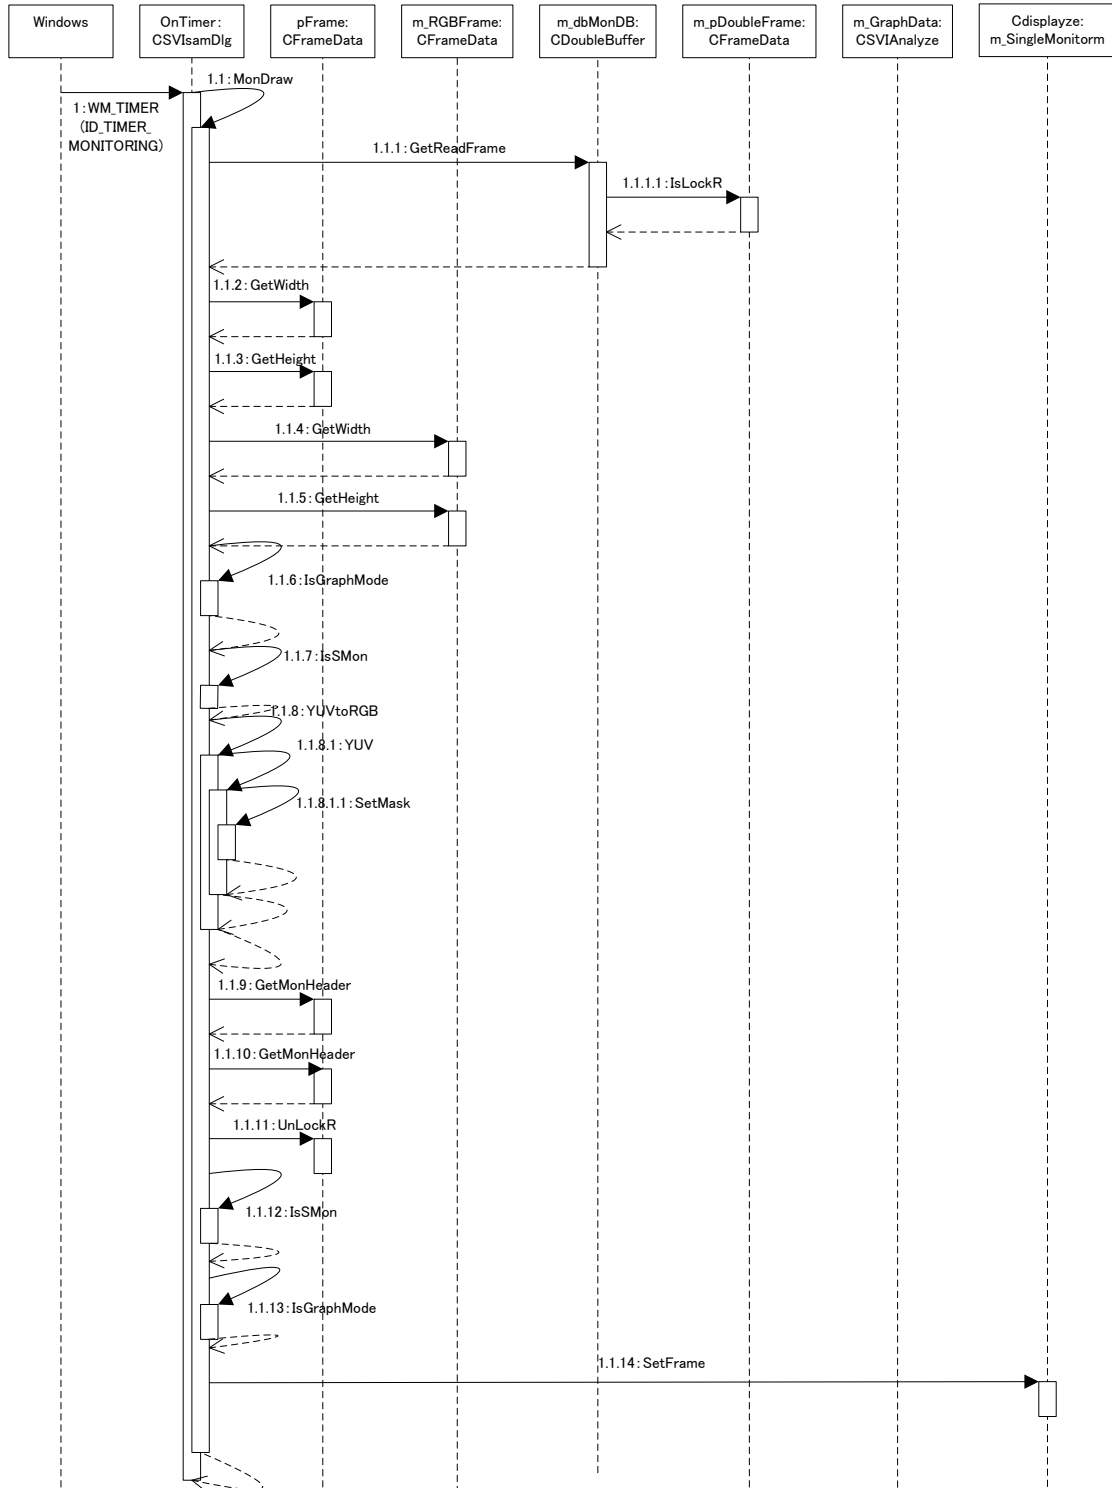 Windows
OnTimer:
CSVIsamDlg
pFrame:
CFrameData
m_RGBFrame:
CFrameData
m_dbMonDB:
CDoubleBuffer
m_pDoubleFrame:
CFrameData
m_GraphData:
CSVIAnalyze
Cdisplayze:
m_SingleMonitorm
1.1:MonDraw
1:WM_TIMER
(ID_TIMER_
MONITORING)
1.1.1:GetReadFrame
1.1.1.1:IsLockR
1.1.2:GetWidth
1.1.3:GetHeight
1.1.4:GetWidth
1.1.5:GetHeight
1.1.6:IsGraphMode
1.1.7:IsSMon
1.1.8:YUVtoRGB
1.1.8.1:YUV
1.1.8.1.1:SetMask
1.1.9:GetMonHeader
1.1.10:GetMonHeader
1.1.11:UnLockR
1.1.12:IsSMon
1.1.13:IsGraphMode
1.1.14:SetFrame